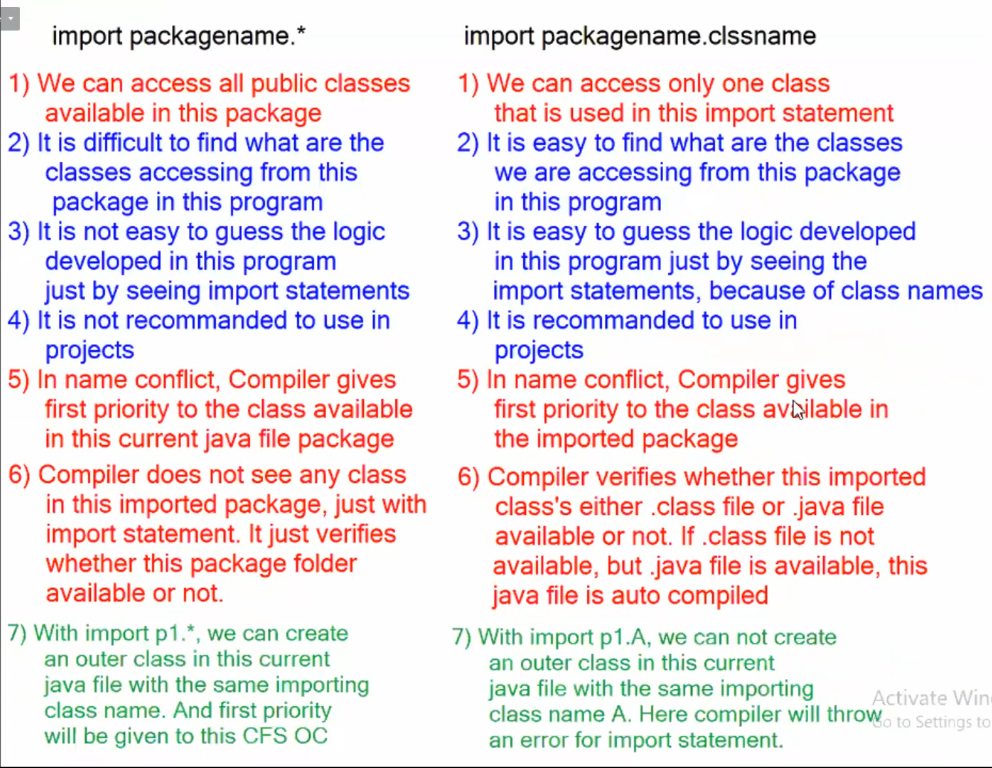 import packagename.*
1) We can access all public classes
available in this package
2) It is difficult to find what are the
classes accessing from this
package in this program
3) It is not easy to guess the logic
developed in this program
just by seeing import statements
4) It is not recommanded to use in
projects
5) In name conflict, Compiler gives
first priority to the class available
in this current java file package
6) Compiler does not see any class
in this imported package, just with
import statement. It just verifies
whether this package folder
available or not.
7) With import p1.*, we can create
an outer class in this current
java file with the same importing
class name. And first priority
will be given to this CFS OC
import packagename.clssname
1) We can access only one class
that is used in this import statement
2) It is easy to find what are the classes
we are accessing from this package
in this program
3) It is easy to guess the logic developed
in this program just by seeing the
import statements, because of class names
4) It is recommanded to use in
projects
5) In name conflict, Compiler gives
first priority to the class available in
the imported package
6) Compiler verifies whether this imported
class's either .class file or .java file
available or not. If .class file is not
available, but .java file is available, this
java file is auto compiled
7) With import p1.A, we can not create
an outer class in this current
java file with the same importing
class name A. Here compiler will throw
an error for import statement.
Activate Win
Go to Settings to